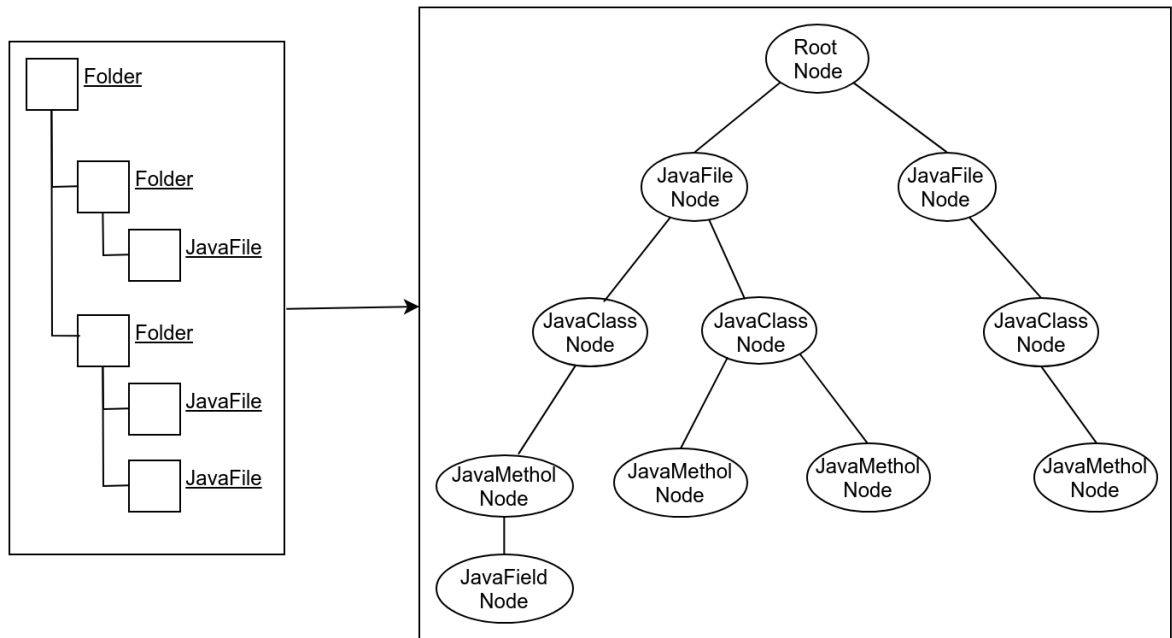 Folder
Folder
JavaFile
Folder
JavaFile
JavaFile
Root
Node
JavaFile
Node
JavaFile
Node
JavaClass
Node
JavaClass
Node
JavaClass
Node
JavaMethol
Node
JavaMethol
Node
JavaMethol
Node
JavaMethol
Node
JavaField
Node